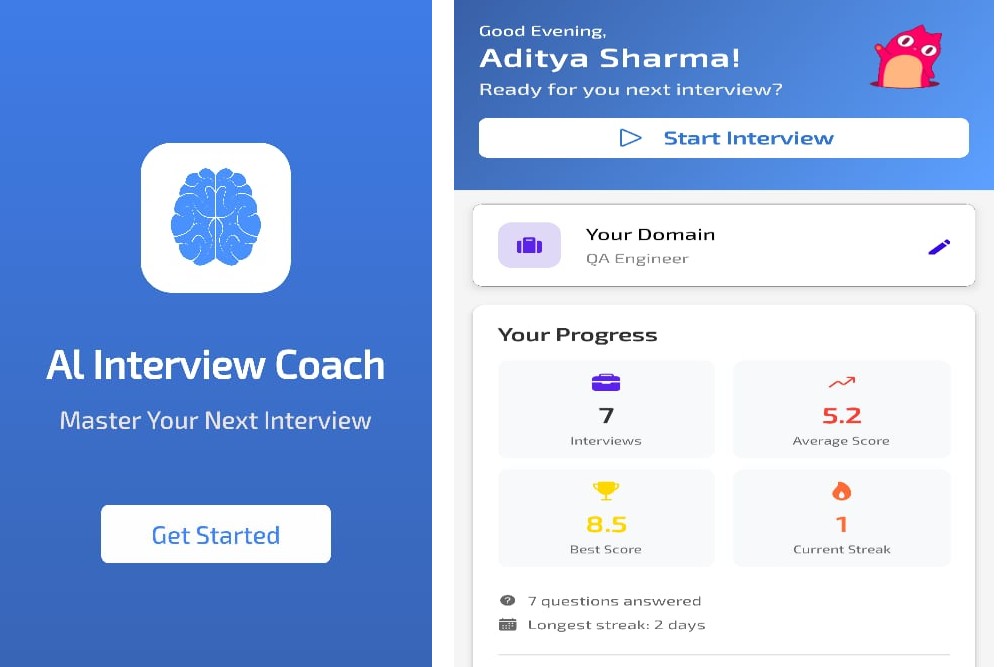 AI Interview Coach
Master Your Next Interview
Get Started
Good Evening,
Aditya Sharma!
Ready for you next interview?
Start Interview
Your Domain
QA Engineer
Your Progress
7
Interviews
5.2
Average Score
8.5
Best Score
1
Current Streak
7 questions answered
Longest streak: 2 days